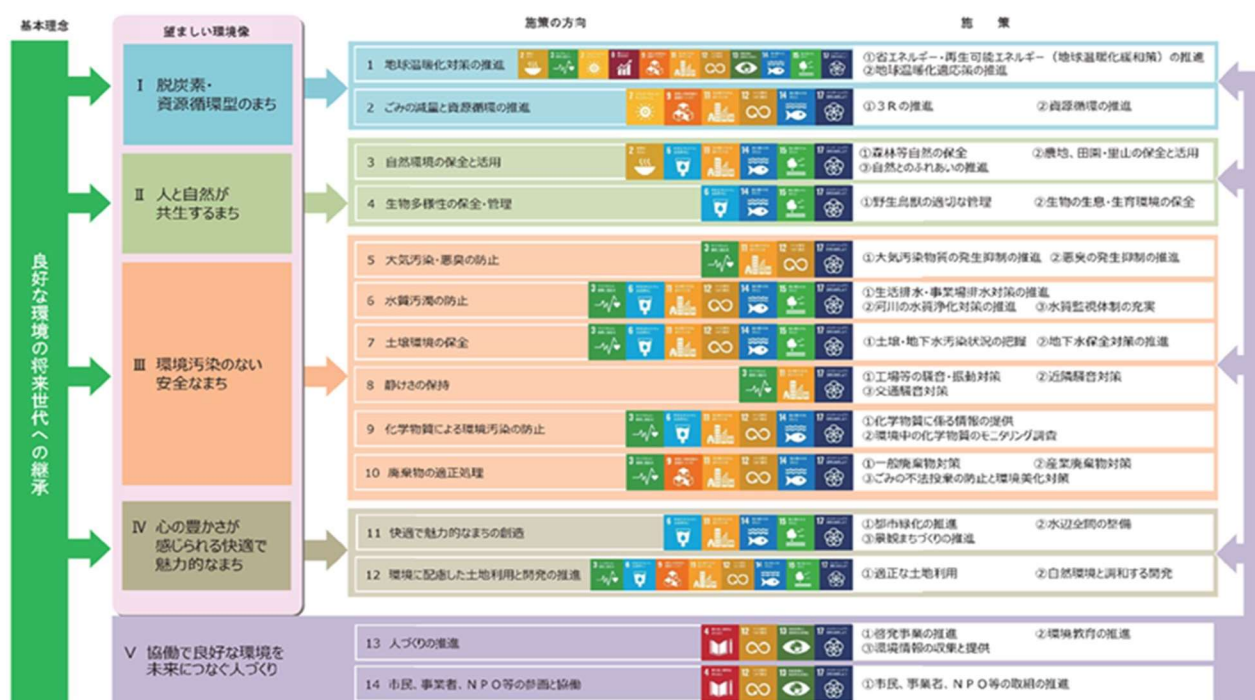 基本理念
望ましい環境像
施策の方向
施　策
良好な環境の将来世代への継承
Ⅰ 脱炭素・
資源循環型のまち
1 地球温暖化対策の推進
①省エネルギー・再生可能エネルギー（地球温暖化緩和策）の推進
②地球温暖化適応策の推進
2 ごみの減量と資源循環の推進
①３Ｒの推進 ②資源循環の推進
Ⅱ 人と自然が
共生するまち
3 自然環境の保全と活用
①森林等自然の保全 ②農地、田園・里山の保全と活用
③自然とのふれあいの推進
4 生物多様性の保全・管理
①野生鳥獣の適切な管理 ②生物の生息・生育環境の保全
Ⅲ 環境汚染のない
安全なまち
5 大気汚染・悪臭の防止
①大気汚染物質の発生抑制の推進 ②悪臭の発生抑制の推進
6 水質汚濁の防止
①生活排水・事業場排水対策の推進
②河川の水質浄化対策の推進 ③水質監視体制の充実
7 土壌環境の保全
①土壌・地下水汚染状況の把握 ②地下水保全対策の推進
8 静けさの保持
①工場等の騒音・振動対策 ②近隣騒音対策
③交通騒音対策
9 化学物質による環境汚染の防止
①化学物質に係る情報の提供
②環境中の化学物質のモニタリング調査
10 廃棄物の適正処理
①一般廃棄物対策 ②産業廃棄物対策
③ごみの不法投棄の防止と環境美化対策
Ⅳ 心の豊かさが
感じられる快適で
魅力的なまち
11 快適で魅力的なまちの創造
①都市緑化の推進 ②水辺空間の整備
③景観まちづくりの推進
12 環境に配慮した土地利用と開発の推進
①適正な土地利用 ②自然環境と調和する開発
Ⅴ 協働で良好な環境を
未来につなぐ人づくり
13 人づくりの推進
①啓発事業の推進 ②環境教育の推進
③環境情報の収集と提供
14 市民、事業者、ＮＰＯ等の参画と協働
①市民、事業者、ＮＰＯ等の取組の推進